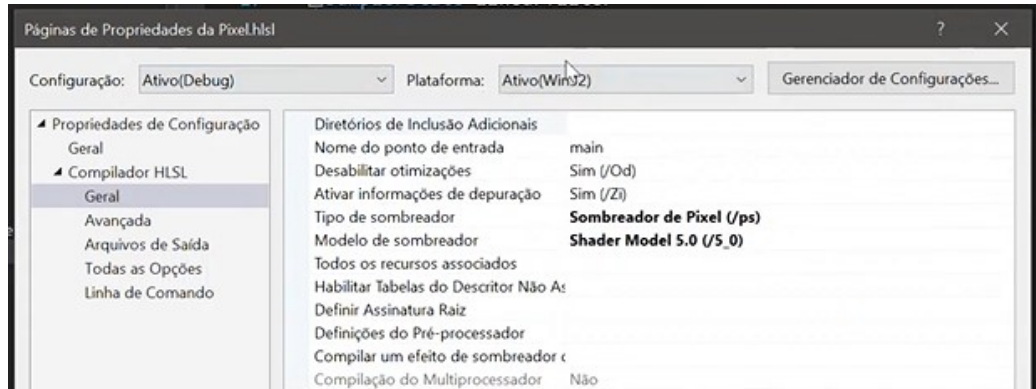 Páginas de Propriedades da Pixel.hlsl ? ✕
Configuração: Ativo(Debug) Plataforma: Ativo(Win32) Gerenciador de Configurações...
Propriedades de Configuração
Geral
Compilador HLSL
Geral
Avançada
Arquivos de Saída
Todas as Opções
Linha de Comando
Diretórios de Inclusão Adicionais
Nome do ponto de entrada main
Desabilitar otimizações Sim (/Od)
Ativar informações de depuração Sim (/Zi)
Tipo de sombreador Sombreador de Pixel (/ps)
Modelo de sombreador Shader Model 5.0 (/5_0)
Todos os recursos associados
Habilitar Tabelas do Descritor Não As
Definir Assinatura Raiz
Definições do Pré-processador
Compilar um efeito de sombreador d
Compilação do Multiprocessador Não